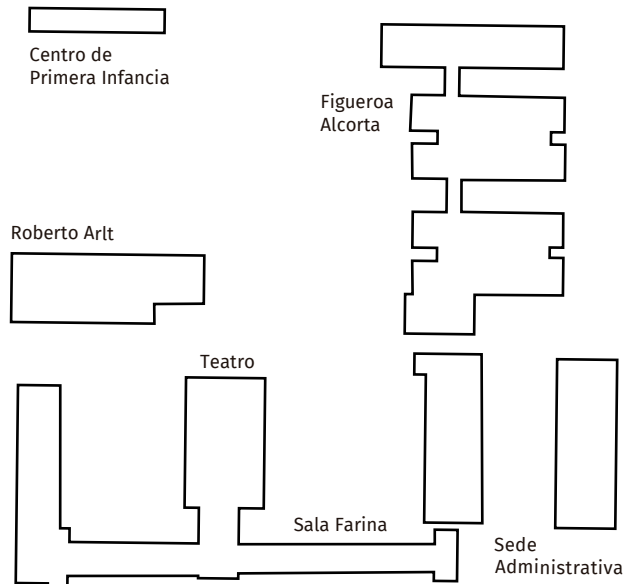 Centro de
Primera Infancia
Figueroa
Alcorta
Roberto Arlt
Teatro
Sala Farina
Sede
Administrativa